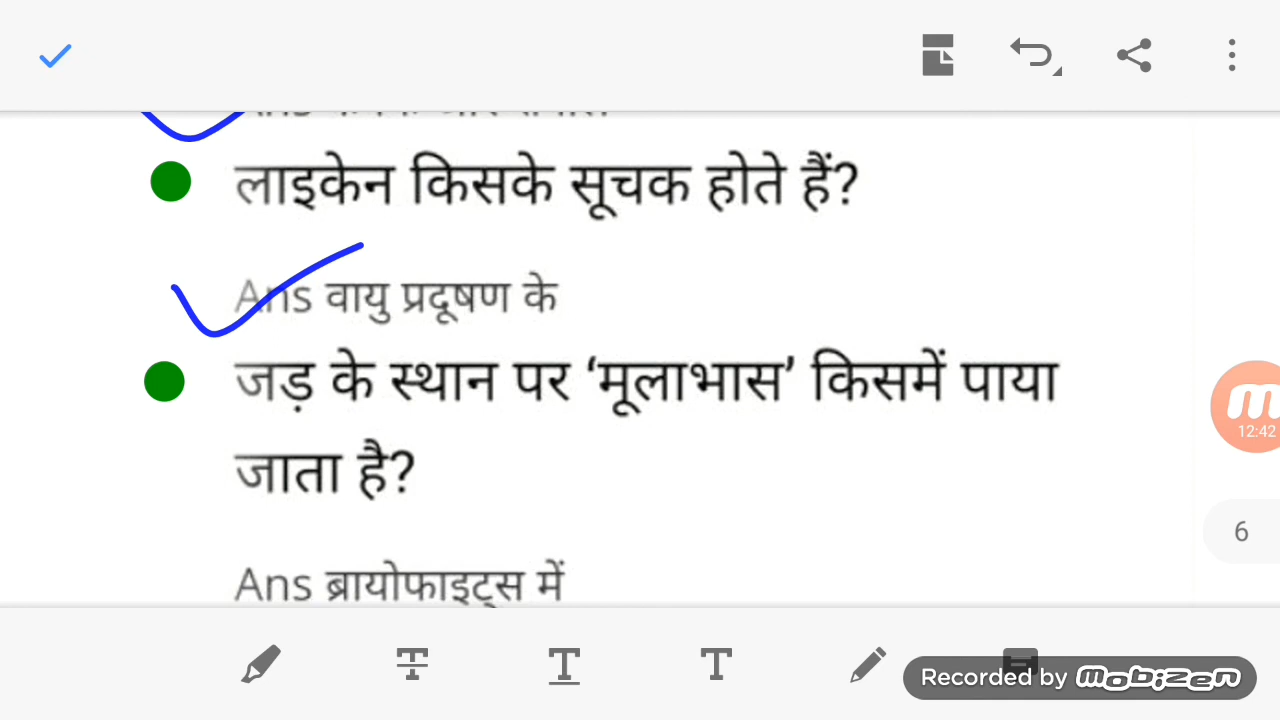 लाइकेन किसके सूचक होते हैं?
Ans वायु प्रदूषण के
जड़ के स्थान पर ‘मूलाभास’ किसमें पाया
जाता है?
Ans ब्रायोफाइट्स में
12:42
6
T
T
T
Recorded by mobizen